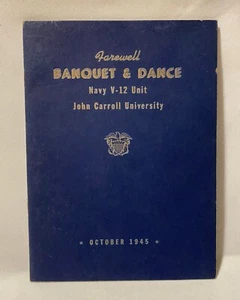 Farewell
BANQUET & DANCE
Navy V-12 Unit
John Carroll University
★ OCTOBER 1945 ★